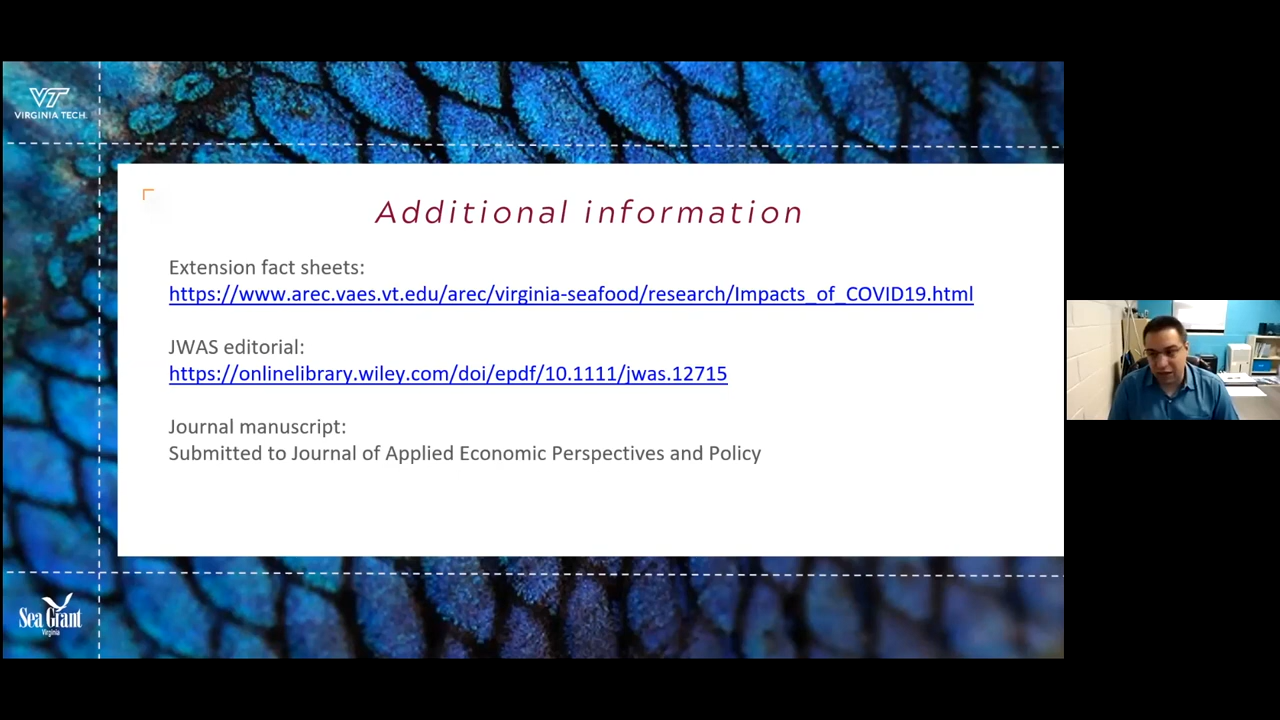 VT
VIRGINIA TECH.
Additional information
Extension fact sheets:
https://www.arec.vaes.vt.edu/arec/virginia-seafood/research/Impacts_of_COVID19.html
JWAS editorial:
https://onlinelibrary.wiley.com/doi/epdf/10.1111/jwas.12715
Journal manuscript:
Submitted to Journal of Applied Economic Perspectives and Policy
Sea Grant
Virginia